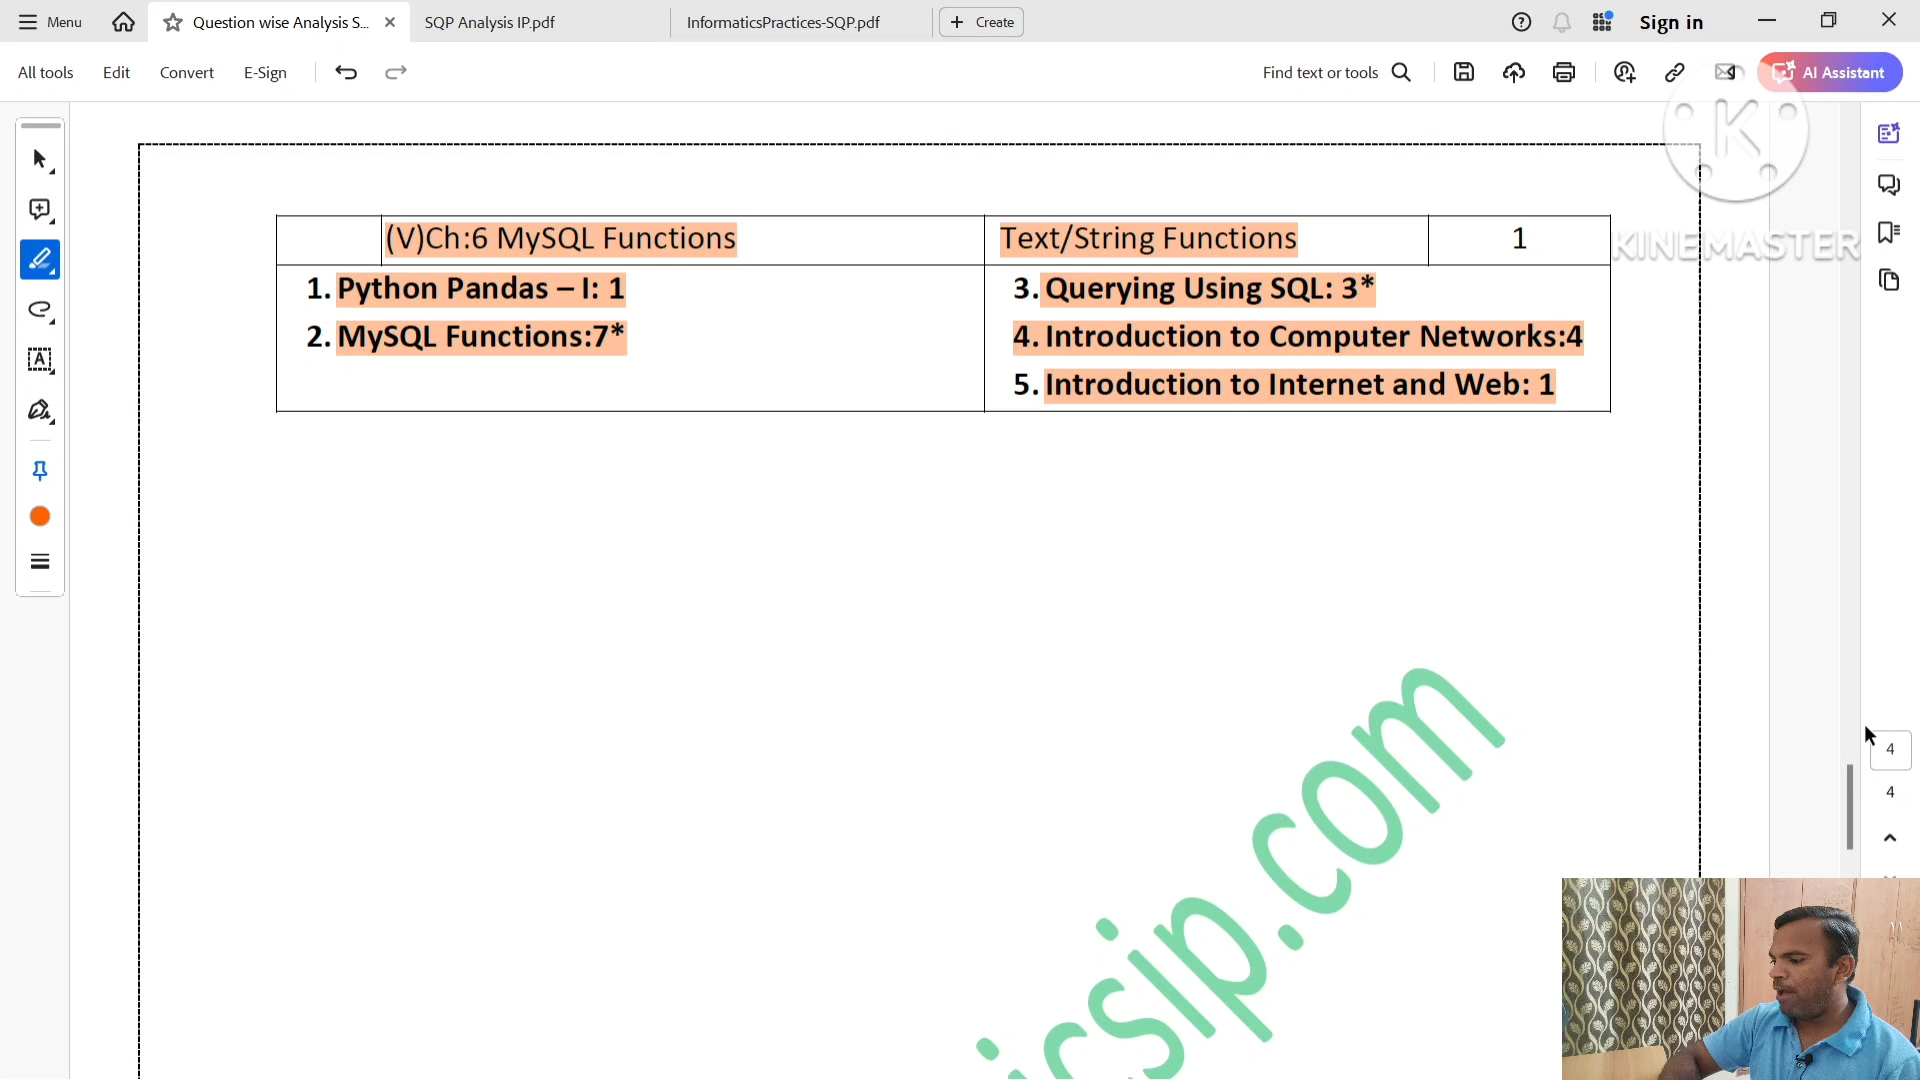 Menu
Question wise Analysis S...
SQP Analysis IP.pdf
InformaticsPractices-SQP.pdf
Create
Sign in
All tools
Edit
Convert
E-Sign
Find text or tools
AI Assistant
K
KINEMASTER
(V)Ch:6 MySQL Functions
Text/String Functions
1
1. Python Pandas – I: 1
2. MySQL Functions:7*
3. Querying Using SQL: 3*
4. Introduction to Computer Networks:4
5. Introduction to Internet and Web: 1
4
4
icsip.com